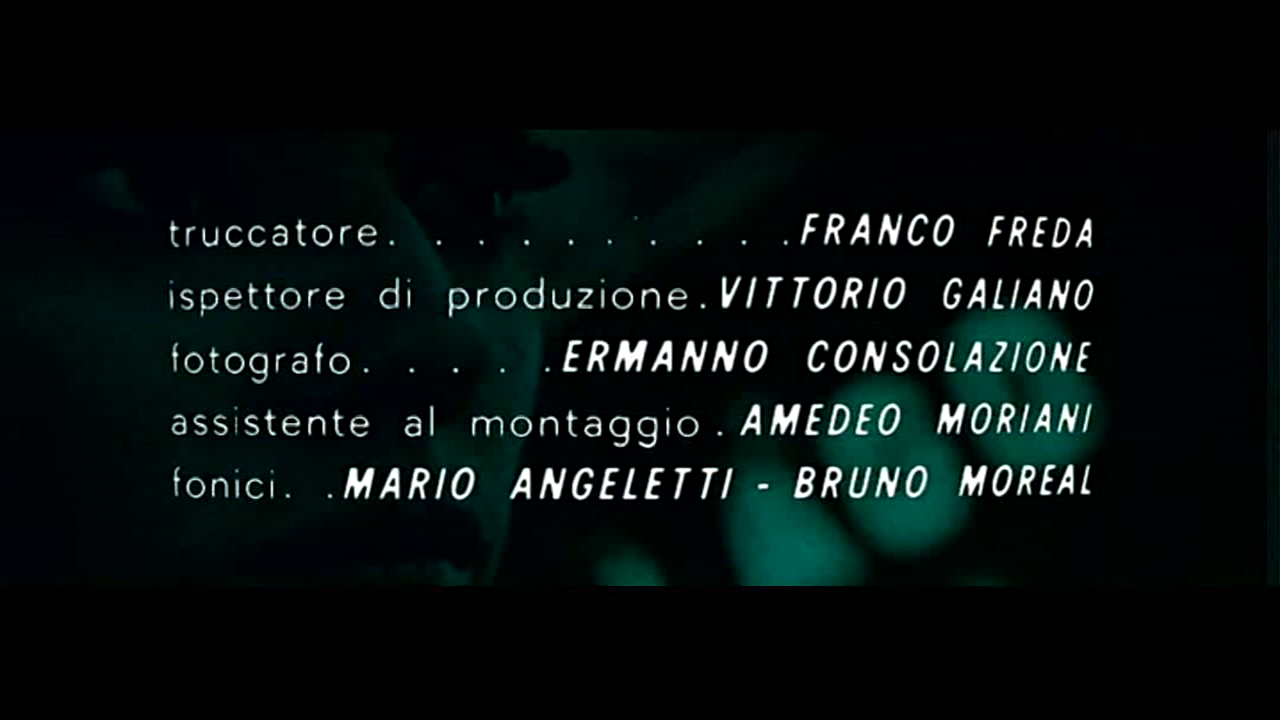 truccatore. . . . . . . . . .FRANCO FREDA
ispettore di produzione.VITTORIO GALIANO
fotografo. . . . .ERMANNO CONSOLAZIONE
assistente al montaggio.AMEDEO MORIANI
fonici. .MARIO ANGELETTI - BRUNO MOREAL